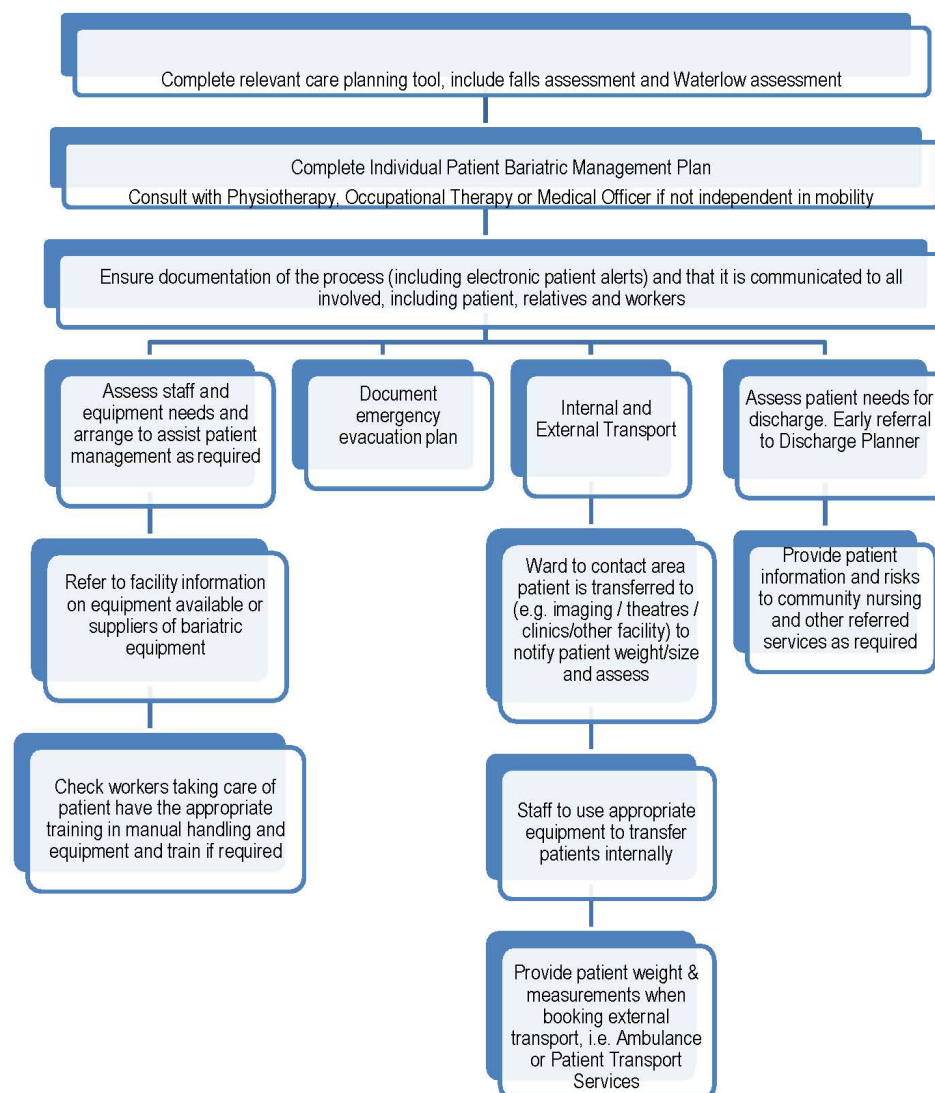 Complete relevant care planning tool, include falls assessment and Waterlow assessment
Complete Individual Patient Bariatric Management Plan
Consult with Physiotherapy, Occupational Therapy or Medical Officer if not independent in mobility
Ensure documentation of the process (including electronic patient alerts) and that it is communicated to all
involved, including patient, relatives and workers
Assess staff and
equipment needs and
arrange to assist patient
management as required
Refer to facility information
on equipment available or
suppliers of bariatric
equipment
Check workers taking care of
patient have the appropriate
training in manual handling and
equipment and train if required
Document
emergency
evacuation plan
Internal and
External Transport
Ward to contact area
patient is transferred to
(e.g. imaging / theatres /
clinics/other facility) to
notify patient weight/size
and assess
Staff to use appropriate
equipment to transfer
patients internally
Provide patient weight &
measurements when
booking external
transport, i.e. Ambulance
or Patient Transport
Services
Assess patient needs for
discharge. Early referral
to Discharge Planner
Provide patient
information and risks
to community nursing
and other referred
services as required